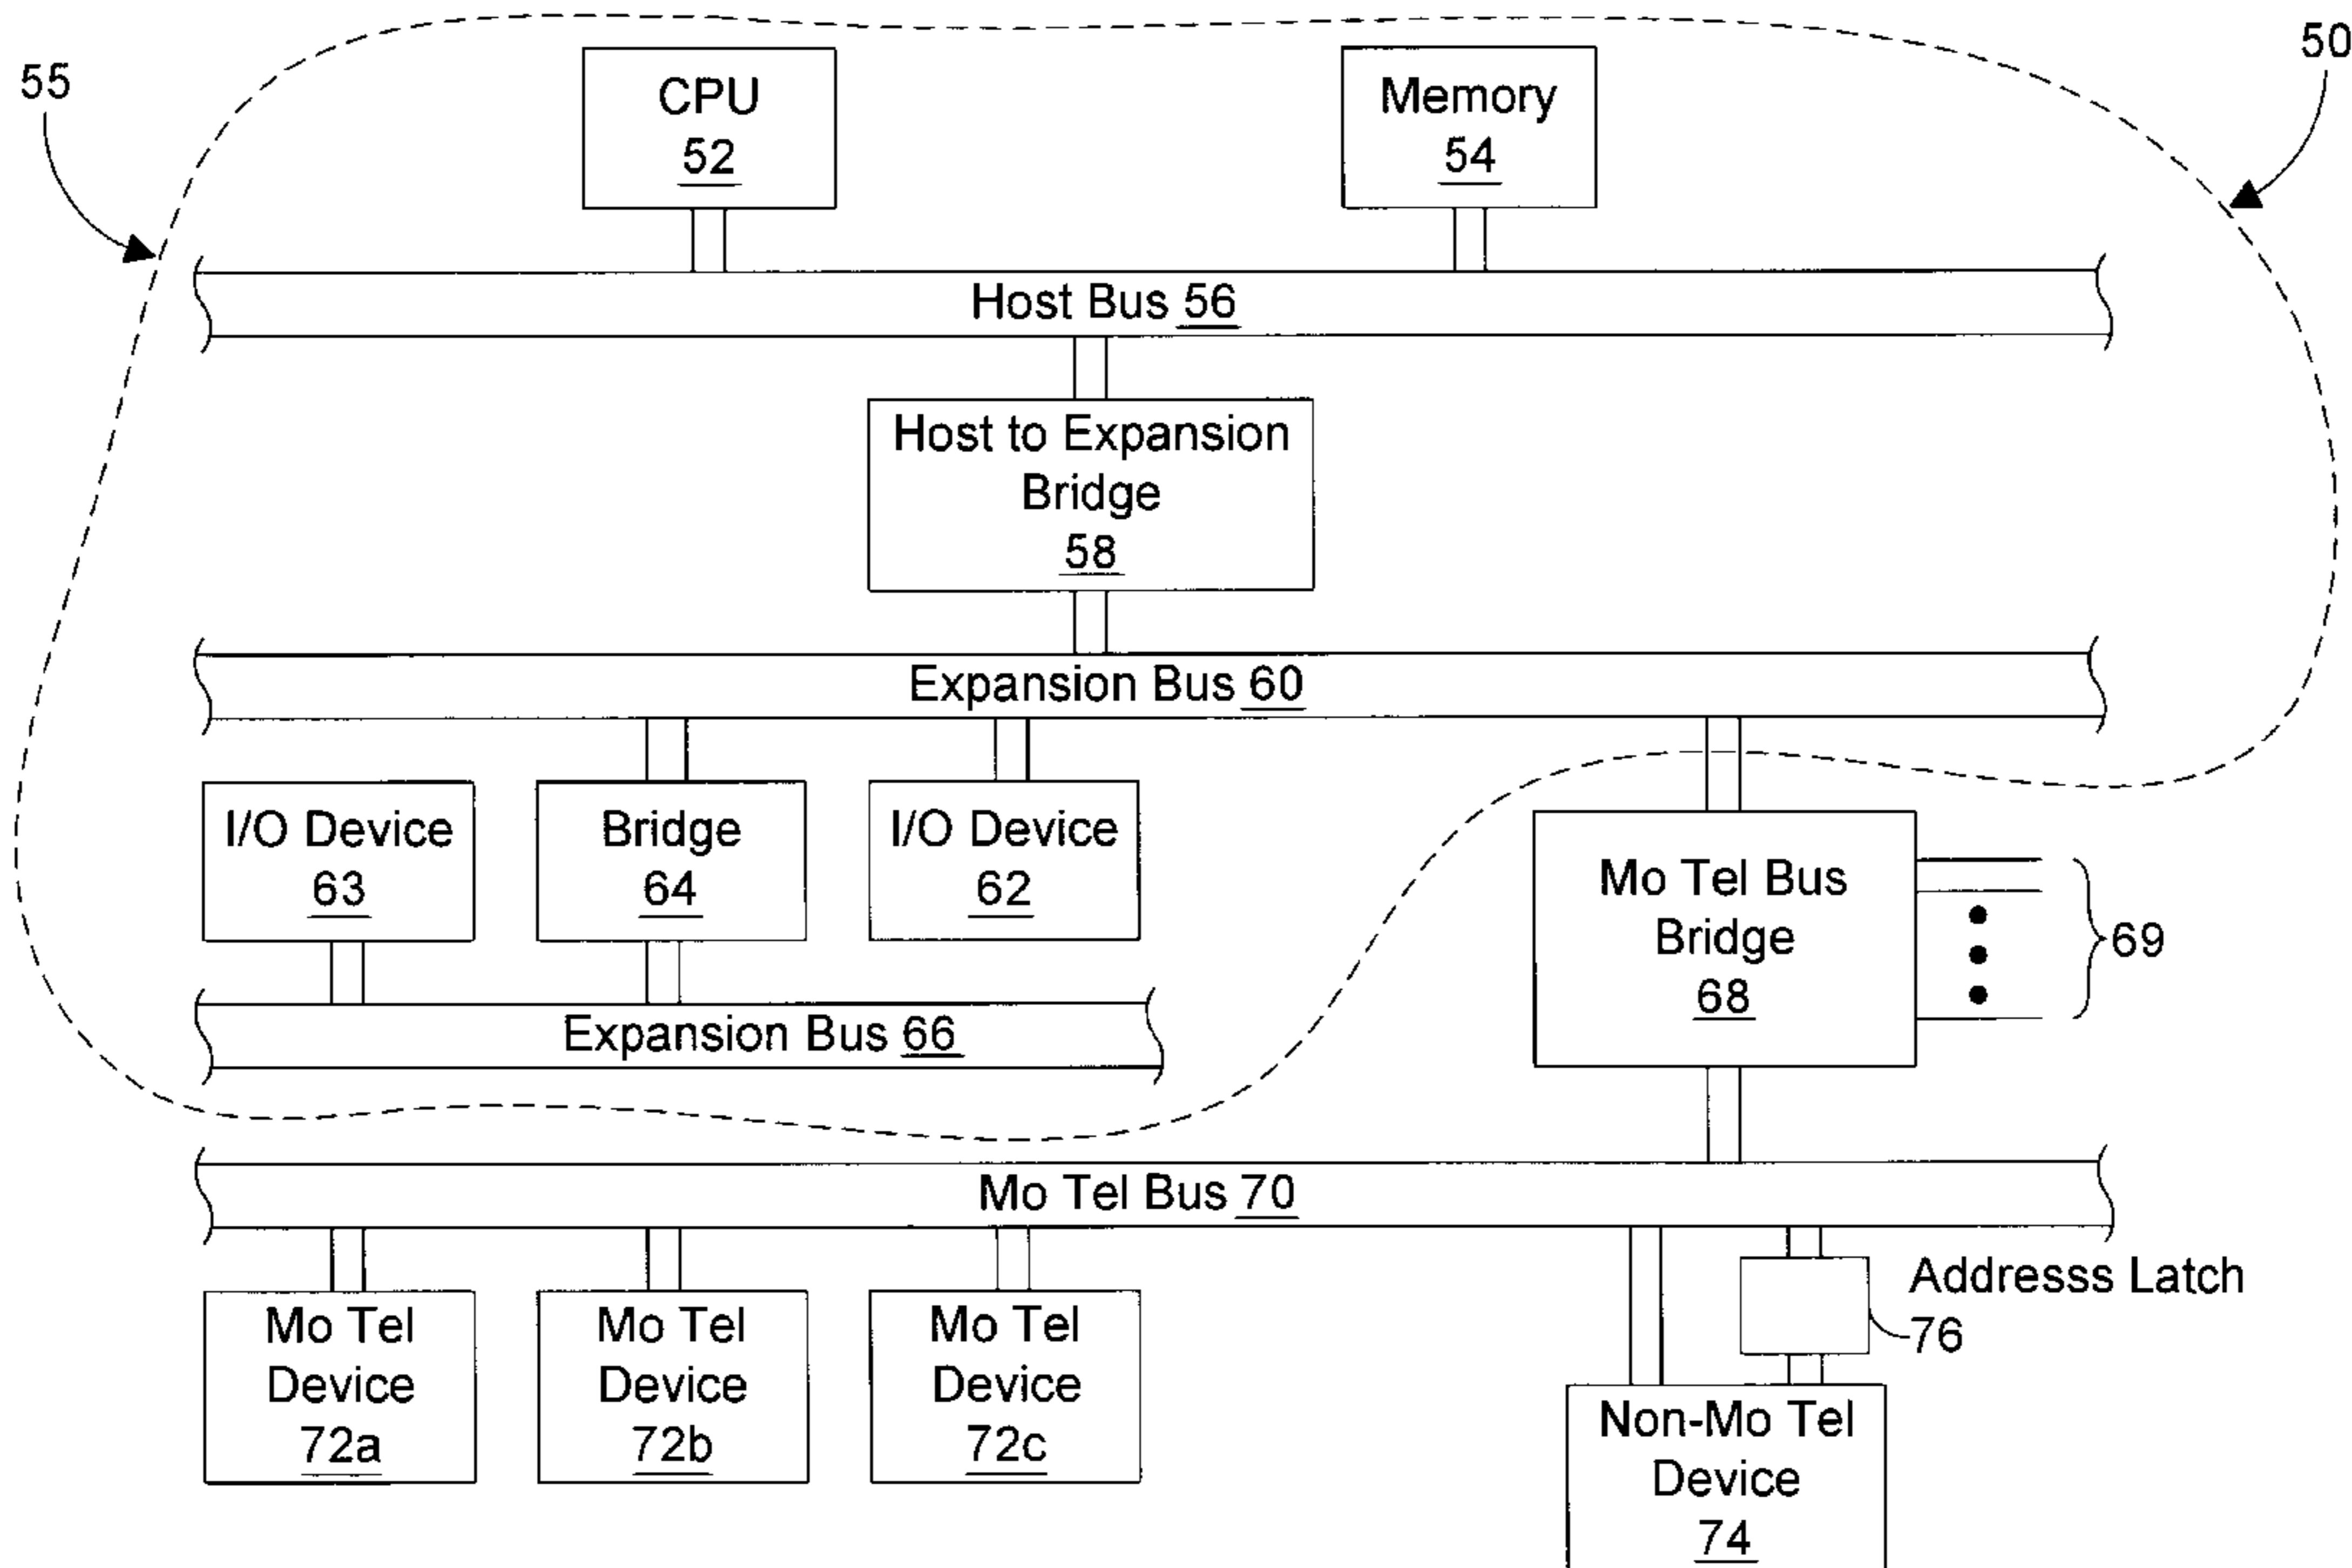 50
55
CPU
52
Memory
54
Host Bus 56
Host to Expansion
Bridge
58
Expansion Bus 60
I/O Device
63
Bridge
64
I/O Device
62
Mo Tel Bus
Bridge
68
69
Expansion Bus 66
Mo Tel Bus 70
Mo Tel
Device
72a
Mo Tel
Device
72b
Mo Tel
Device
72c
Addresss Latch
76
Non-Mo Tel
Device
74